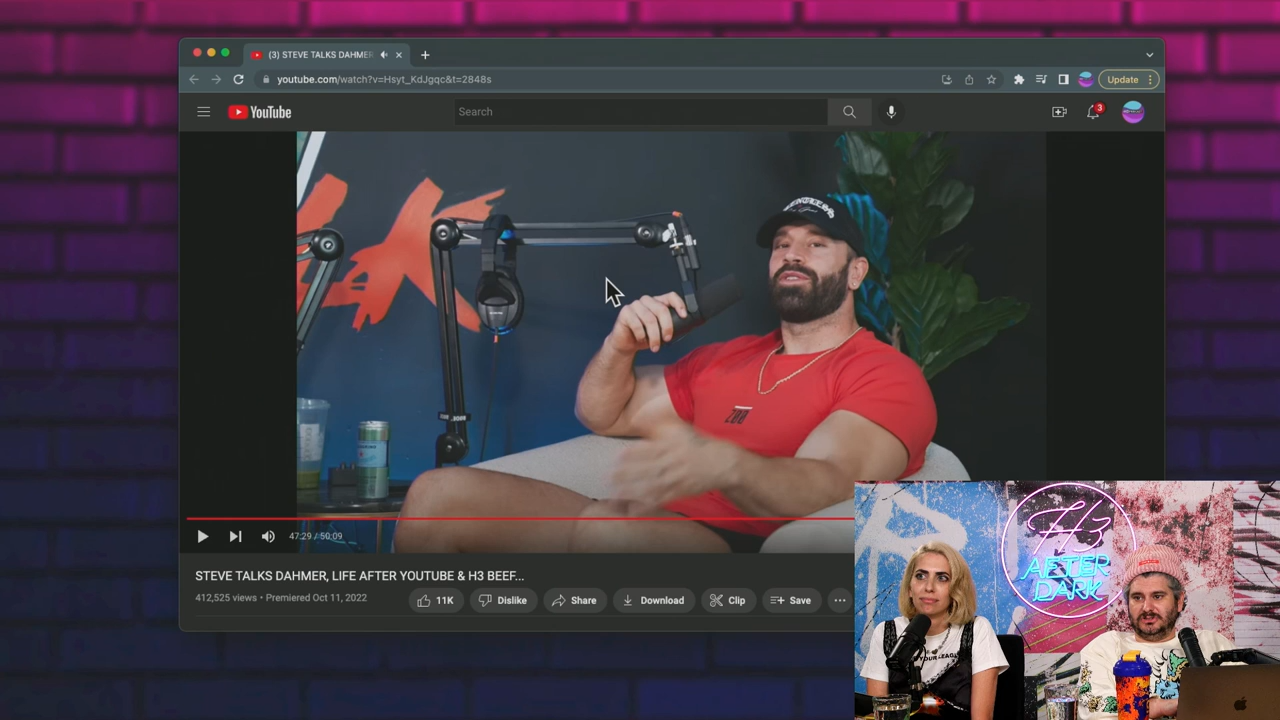 (3) STEVE TALKS DAHMER
youtube.com/watch?v=Hsyt_KdJgqc&t=2848s
Update
YouTube
Search
3
47:29 / 50:09
STEVE TALKS DAHMER, LIFE AFTER YOUTUBE & H3 BEEF...
412,525 views • Premiered Oct 11, 2022
11K
Dislike
Share
Download
Clip
Save
H3
AFTER
DARK